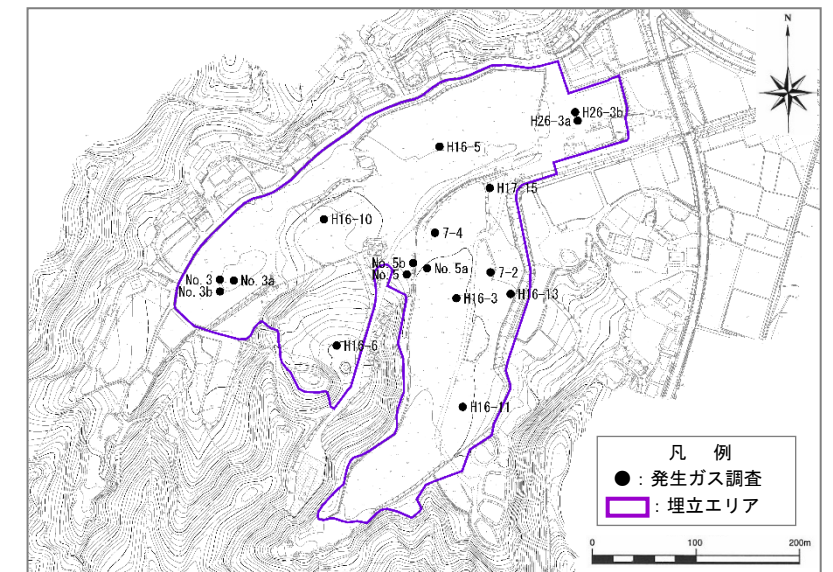 N
H26-3b
H26-3a
H16-5
H17-15
H16-10
7-4
No. 5b
No. 5a
No. 5
7-2
No. 3
No. 3a
No. 3b
H16-3
H16-13
H16-6
H16-11
凡 例
●：発生ガス調査
：埋立エリア
0 100 200m